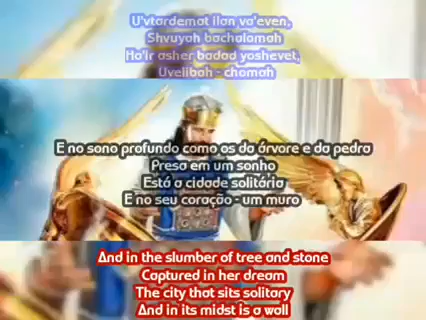 U'vtardemat ilan va'even,
Shvuyah bachalomah
Ha'ir asher badad yoshevet,
Uvelibah - chomah
E no sono profundo como os da árvore e da pedra
Presa em um sonho
Está a cidade solitária
E no seu coração - um muro
And in the slumber of tree and stone
Captured in her dream
The city that sits solitary
And in its midst is a wall